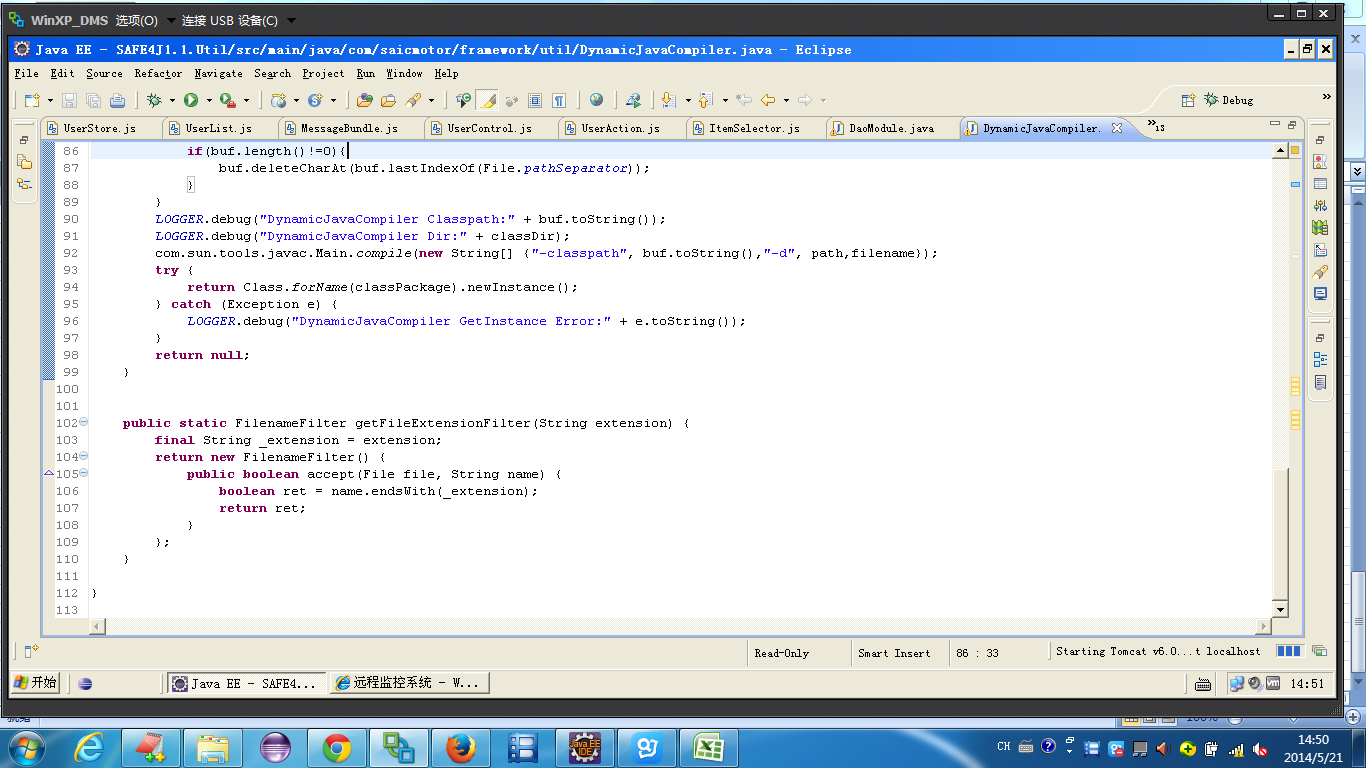 WinXP_DMS 选项(O) 连接 USB 设备(C)
Java EE - SAFE4J1.1.Util/src/main/java/com/saicmotor/framework/util/DynamicJavaCompiler.java - Eclipse
File Edit Source Refactor Navigate Search Project Run Window Help
Debug
UserStore.js UserList.js MessageBundle.js UserControl.js UserAction.js ItemSelector.js DaoModule.java DynamicJavaCompiler. »13
86 if(buf.length()!=0){
87 buf.deleteCharAt(buf.lastIndexOf(File.pathSeparator));
88 }
89 }
90 LOGGER.debug("DynamicJavaCompiler Classpath:" + buf.toString());
91 LOGGER.debug("DynamicJavaCompiler Dir:" + classDir);
92 com.sun.tools.javac.Main.compile(new String[] {"-classpath", buf.toString(),"-d", path,filename});
93 try {
94 return Class.forName(classPackage).newInstance();
95 } catch (Exception e) {
96 LOGGER.debug("DynamicJavaCompiler GetInstance Error:" + e.toString());
97 }
98 return null;
99 }
100
101
102 public static FilenameFilter getFileExtensionFilter(String extension) {
103 final String _extension = extension;
104 return new FilenameFilter() {
105 public boolean accept(File file, String name) {
106 boolean ret = name.endsWith(_extension);
107 return ret;
108 }
109 };
110 }
111
112 }
113
Read-Only Smart Insert 86 : 33 Starting Tomcat v6.0...t localhost
开始 Java EE - SAFE4... 远程监控系统 - W... 14:51
100%
Java EE IDE
CH 14:50
2014/5/21